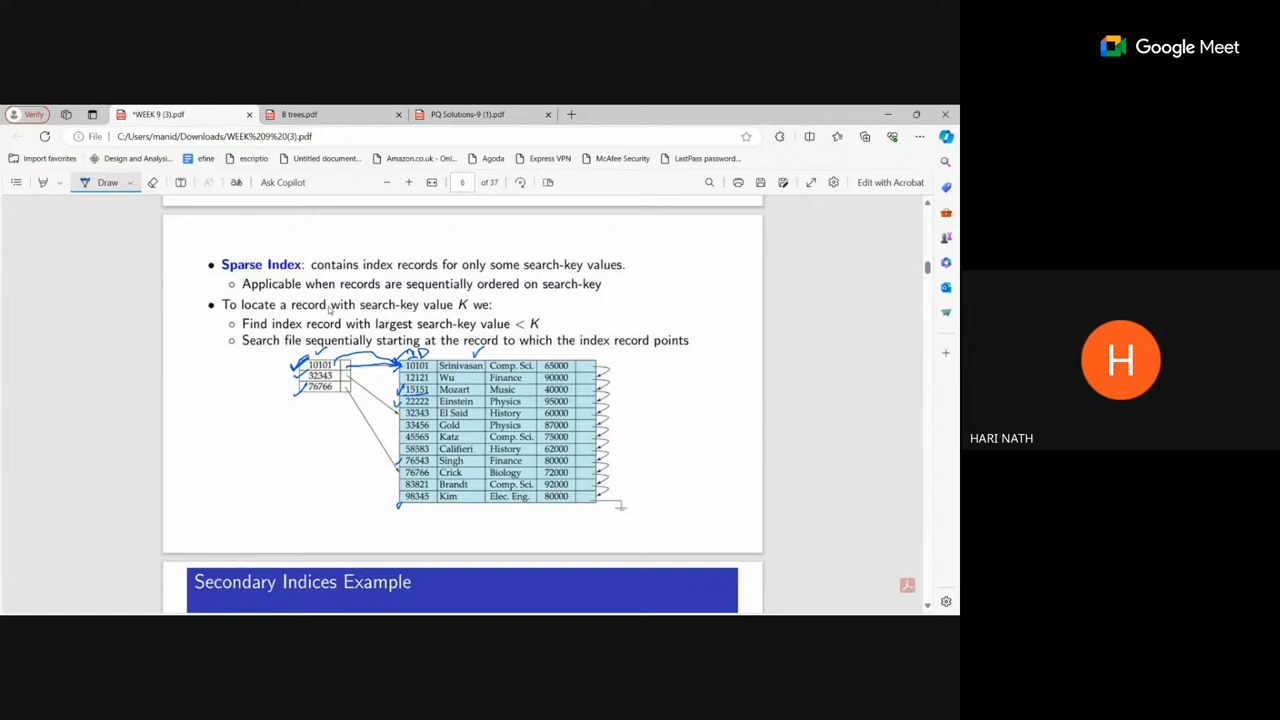 Google Meet
Verify
*WEEK 9 (3).pdf
B trees.pdf
PQ Solutions-9 (1).pdf
File
C:/Users/manid/Downloads/WEEK%209%20(3).pdf
Import favorites
Design and Analysi...
efine
escriptio
Untitled document...
Amazon.co.uk - Onl...
Agoda
Express VPN
McAfee Security
LastPass password...
Draw
Ask Copilot
6 of 37
Edit with Acrobat
Sparse Index: contains index records for only some search-key values.
Applicable when records are sequentially ordered on search-key
To locate a record with search-key value K we:
Find index record with largest search-key value < K
Search file sequentially starting at the record to which the index record points
ID
10101
32343
76766
10101 Srinivasan Comp. Sci. 65000
12121 Wu Finance 90000
15151 Mozart Music 40000
22222 Einstein Physics 95000
32343 El Said History 60000
33456 Gold Physics 87000
45565 Katz Comp. Sci. 75000
58583 Califieri History 62000
76543 Singh Finance 80000
76766 Crick Biology 72000
83821 Brandt Comp. Sci. 92000
98345 Kim Elec. Eng. 80000
Secondary Indices Example
H
HARI NATH